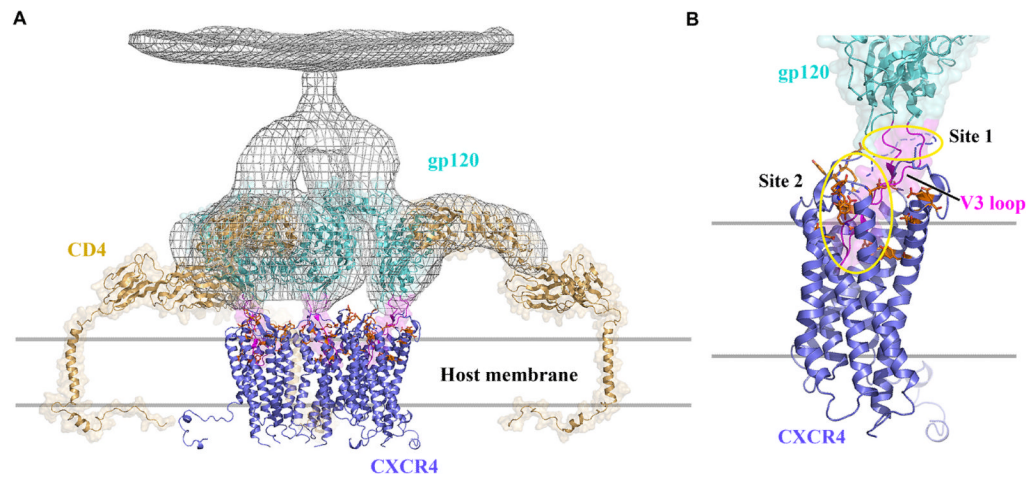 A
gp120
CD4
Host membrane
CXCR4
B
gp120
Site 1
Site 2
V3 loop
CXCR4